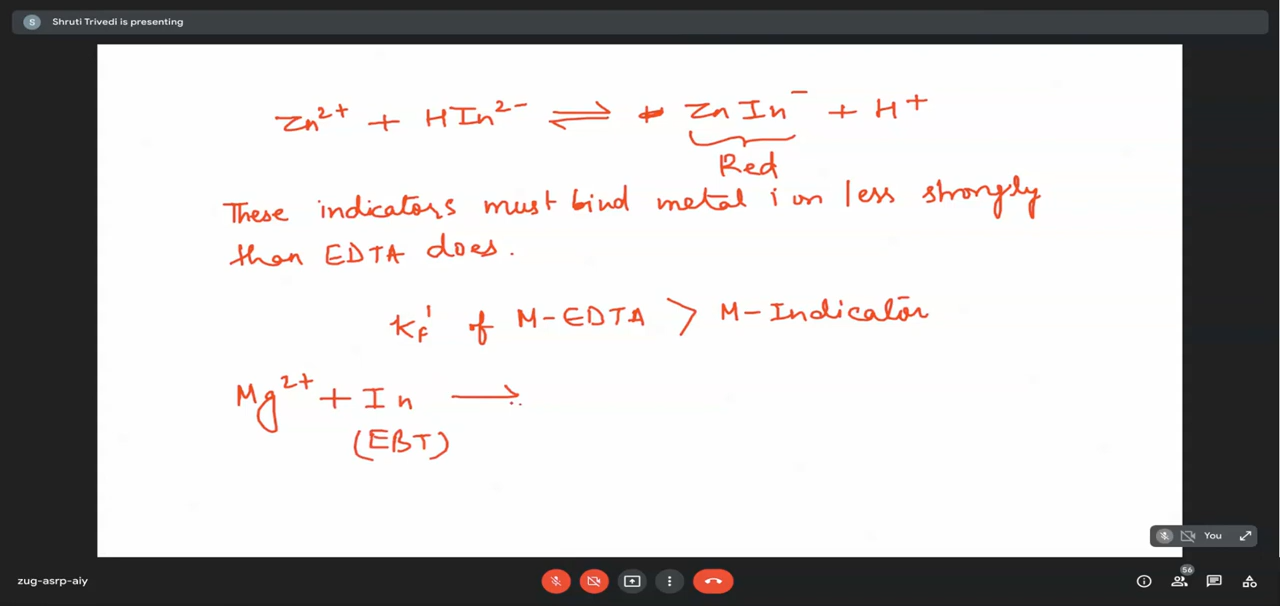 S Shruti Trivedi is presenting
Zn²⁺ + HIn²⁻ ⇌ ZnIn⁻ + H⁺
Red
These indicators must bind metal ion less strongly
than EDTA does.
Kf' of M-EDTA > M-Indicator
Mg²⁺ + In →
(EBT)
You
zug-asrp-aiy
56